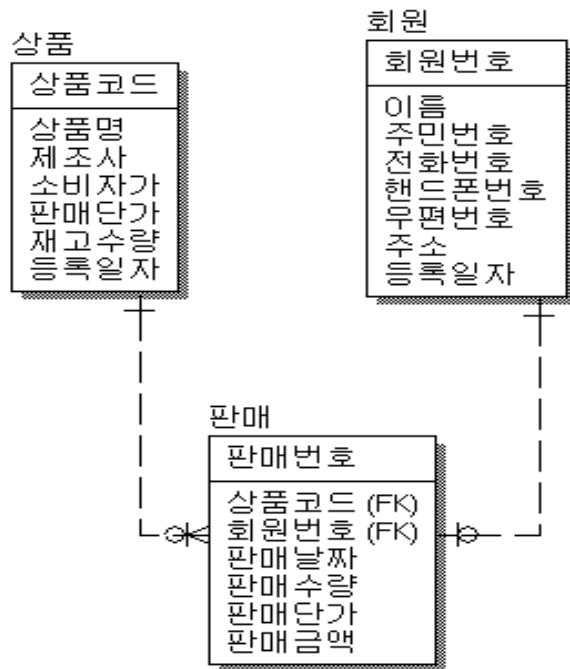 상품
상품코드
상품명
제조사
소비자가
판매단가
재고수량
등록일자
회원
회원번호
이름
주민번호
전화번호
핸드폰번호
우편번호
주소
등록일자
판매
판매번호
상품코드 (FK)
회원번호 (FK)
판매날짜
판매수량
판매단가
판매금액